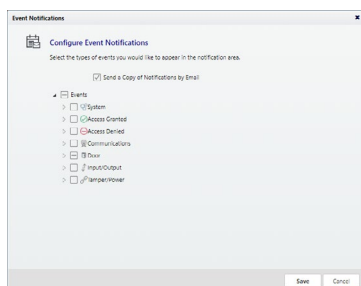 Event Notifications
Configure Event Notifications
Select the types of events you would like to appear in the notification area.
Send a Copy of Notifications by Email
Events
System
Access Granted
Access Denied
Communications
Door
Input/Output
Tamper/Power
Save Cancel